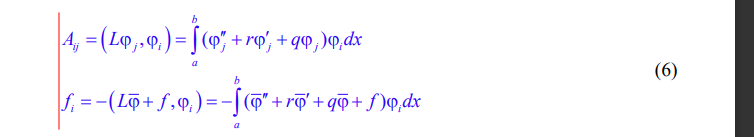 A_{ij} = (Lφ_j, φ_i) = ∫_a^b (φ″_j + rφ′_j + qφ_j)φ_i dx
(6)
f_i = −(Lφ̅ + f, φ_i) = −∫_a^b (φ̅″ + rφ̅′ + qφ̅ + f)φ_i dx